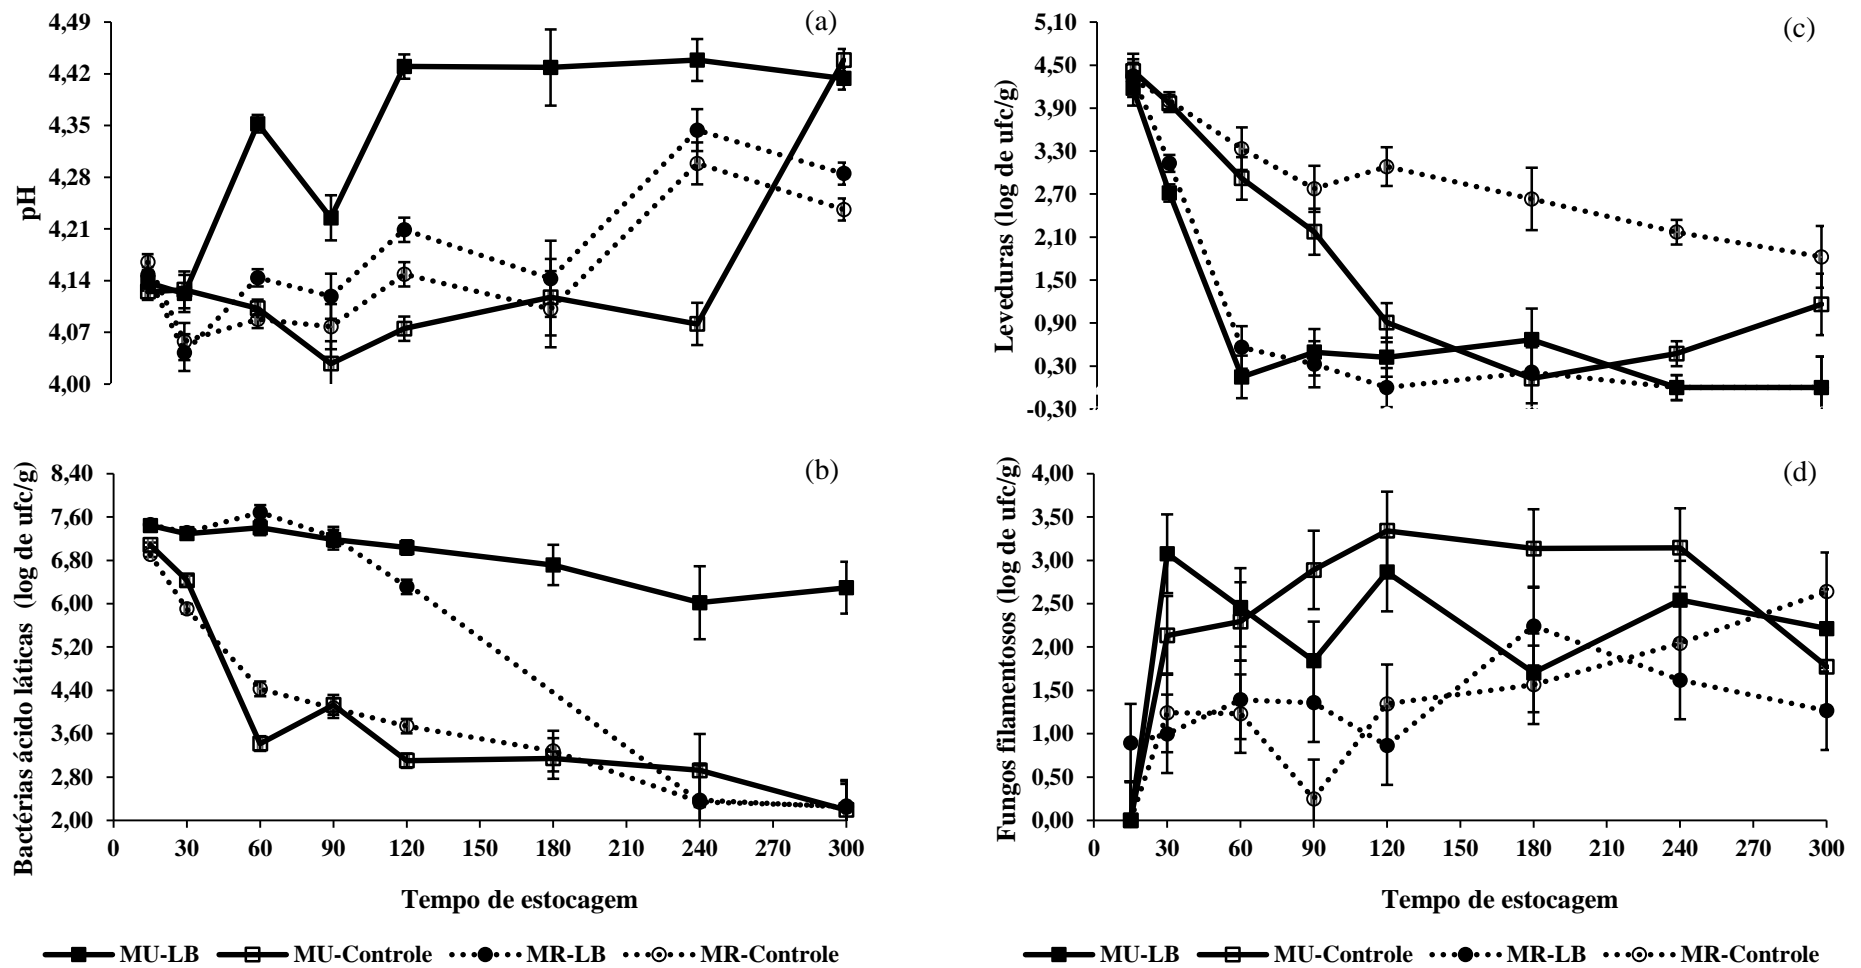 (a)
4,49
4,42
4,35
4,28
4,21
4,14
4,07
4,00
pH
(c)
5,10
4,50
3,90
3,30
2,70
2,10
1,50
0,90
0,30
-0,30
Leveduras (log de ufc/g)
(b)
8,40
7,60
6,80
6,00
5,20
4,40
3,60
2,80
2,00
Bactérias ácido láticas (log de ufc/g)
0 30 60 90 120 150 180 210 240 270 300
Tempo de estocagem
MU-LB MU-Controle MR-LB MR-Controle
(d)
4,00
3,50
3,00
2,50
2,00
1,50
1,00
0,50
0,00
Fungos filamentosos (log de ufc/g)
0 30 60 90 120 150 180 210 240 270 300
Tempo de estocagem
MU-LB MU-Controle MR-LB MR-Controle